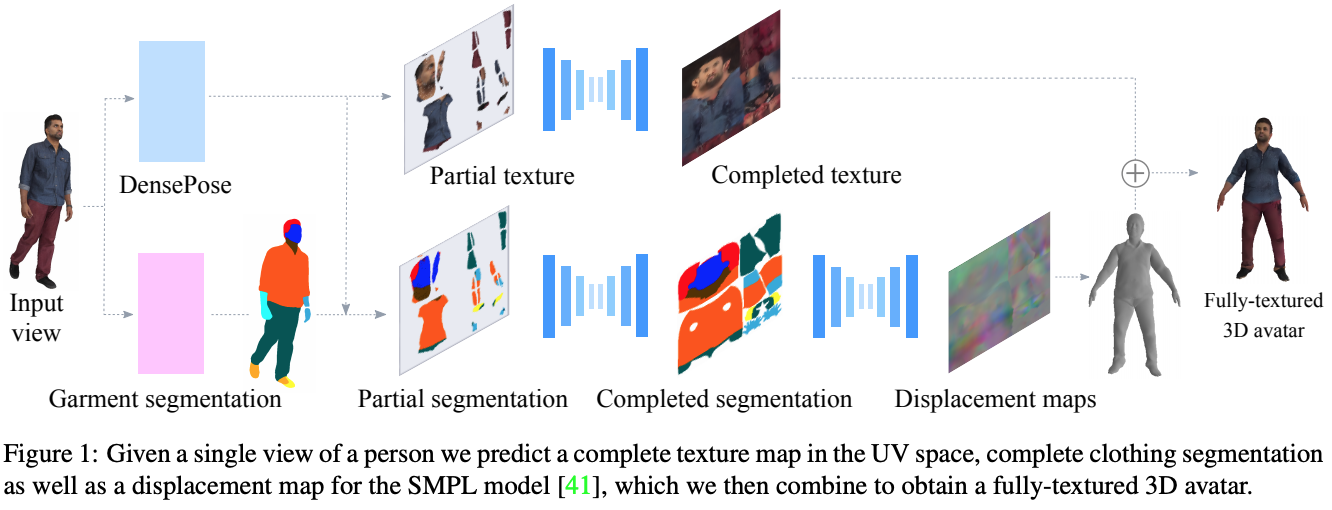 DensePose
Partial texture
Completed texture
Input
view
Fully-textured
3D avatar
Garment segmentation
Partial segmentation
Completed segmentation
Displacement maps
Figure 1: Given a single view of a person we predict a complete texture map in the UV space, complete clothing segmentation
as well as a displacement map for the SMPL model [41], which we then combine to obtain a fully-textured 3D avatar.